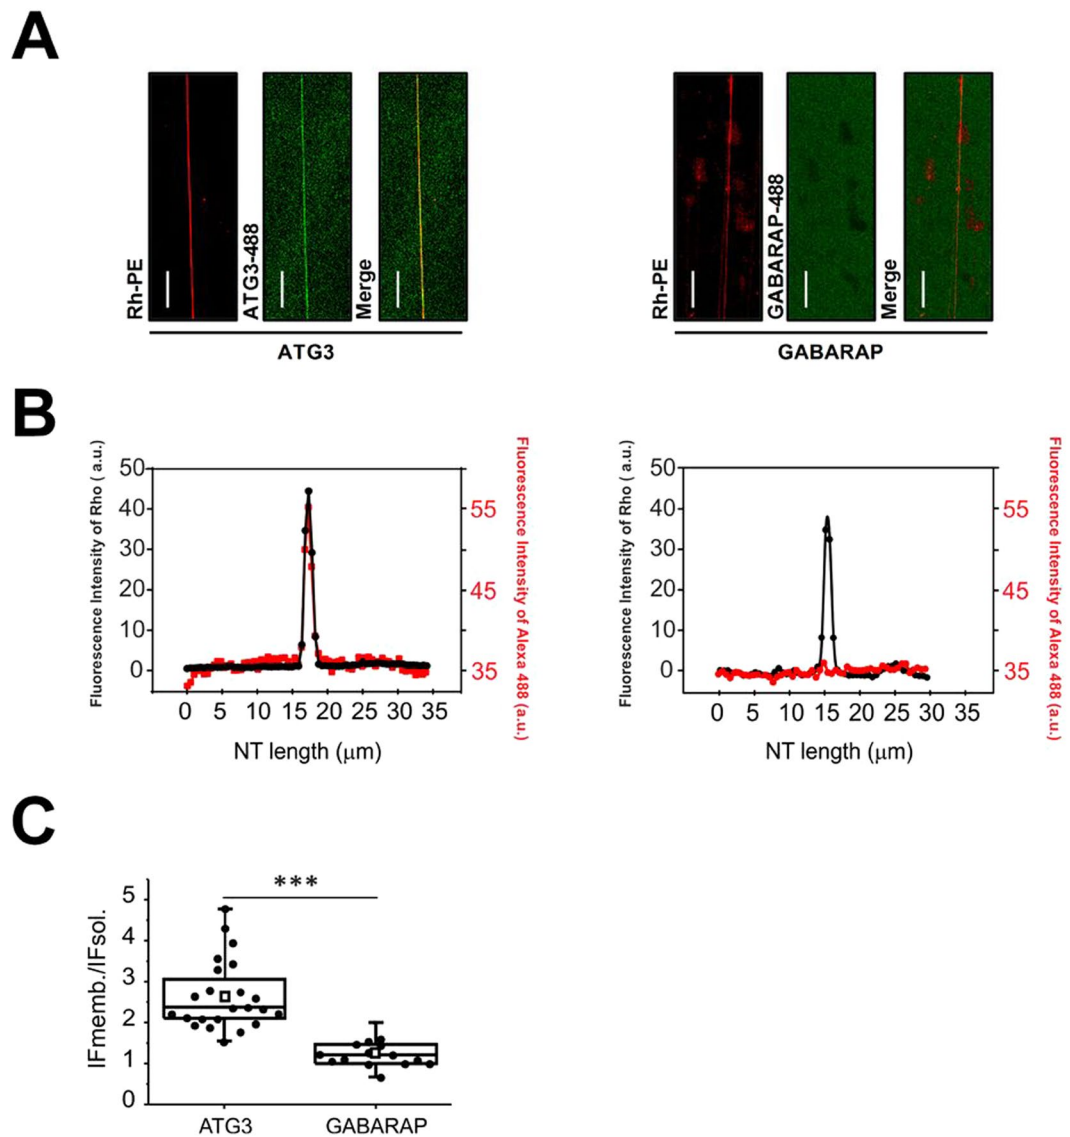 A
Rh-PE
ATG3-488
Merge
ATG3
Rh-PE
GABARAP-488
Merge
GABARAP
B
Fluorescence Intensity of Rho ( a.u.)
50
40
30
20
10
0
55
45
35
Fluorescence Intensity of Alexa 488 (a.u.)
0 5 10 15 20 25 30 35
NT length (μm)
Fluorescence Intensity of Rho ( a.u.)
50
40
30
20
10
0
55
45
35
Fluorescence Intensity of Alexa 488 (a.u.)
0 5 10 15 20 25 30 35
NT length (μm)
C
IFmemb./IFsol.
5
4
3
2
1
0
***
ATG3 GABARAP